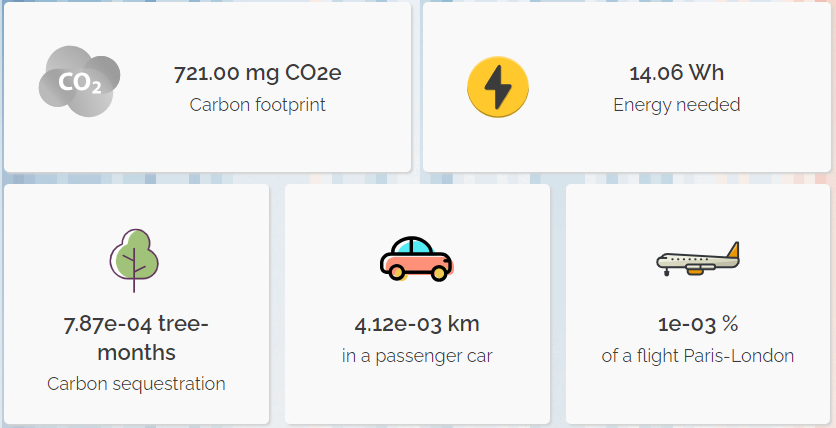 CO2
721.00 mg CO2e
Carbon footprint
14.06 Wh
Energy needed
7.87e-04 tree-
months
Carbon sequestration
4.12e-03 km
in a passenger car
1e-03 %
of a flight Paris-London